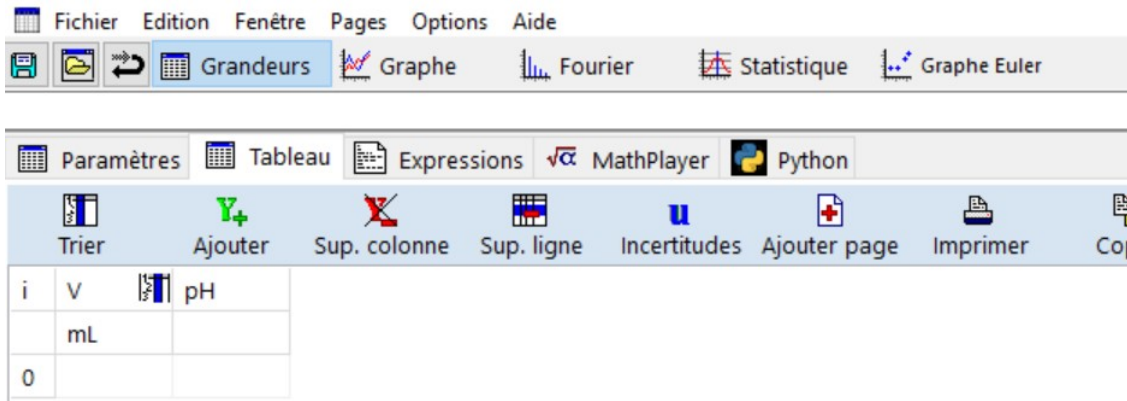 Fichier Edition Fenêtre Pages Options Aide
Grandeurs Graphe Fourier Statistique Graphe Euler
Paramètres Tableau Expressions √α MathPlayer Python
Trier Ajouter Sup. colonne Sup. ligne Incertitudes Ajouter page Imprimer
i V pH
mL
0